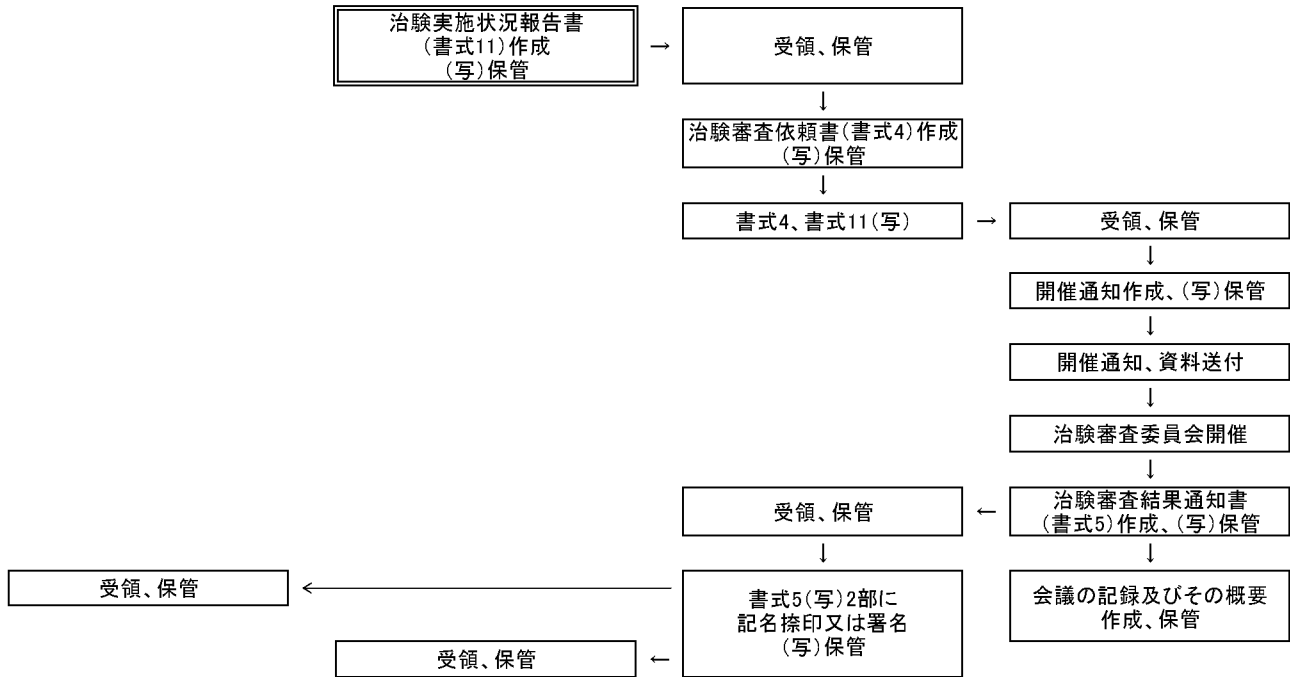 治験実施状況報告書
(書式11)作成
(写)保管
→
受領、保管
↓
治験審査依頼書(書式4)作成
(写)保管
↓
書式4、書式11(写)
→
受領、保管
↓
開催通知作成、(写)保管
↓
開催通知、資料送付
↓
治験審査委員会開催
↓
治験審査結果通知書
(書式5)作成、(写)保管
←
受領、保管
↓
↓
会議の記録及びその概要
作成、保管
書式5(写)2部に
記名捺印又は署名
(写)保管
←
受領、保管
←
受領、保管